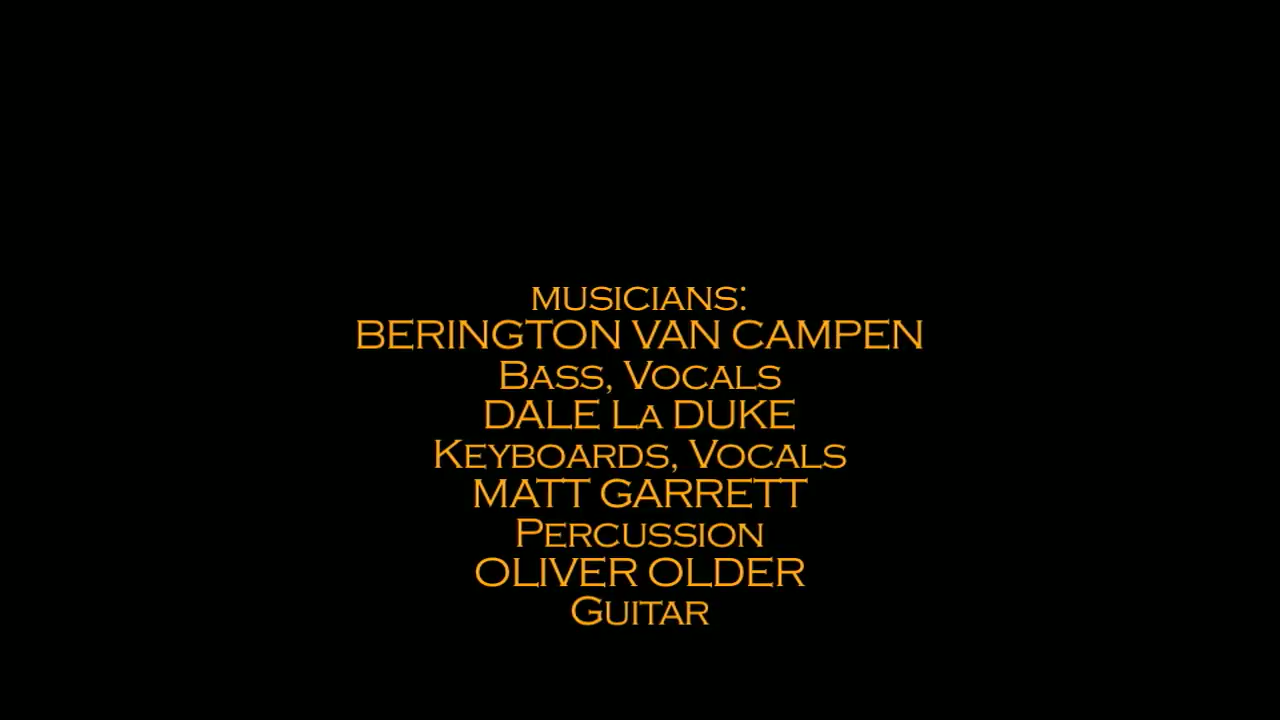 MUSICIANS:
BERINGTON VAN CAMPEN
Bass, Vocals
DALE La DUKE
Keyboards, Vocals
MATT GARRETT
Percussion
OLIVER OLDER
Guitar